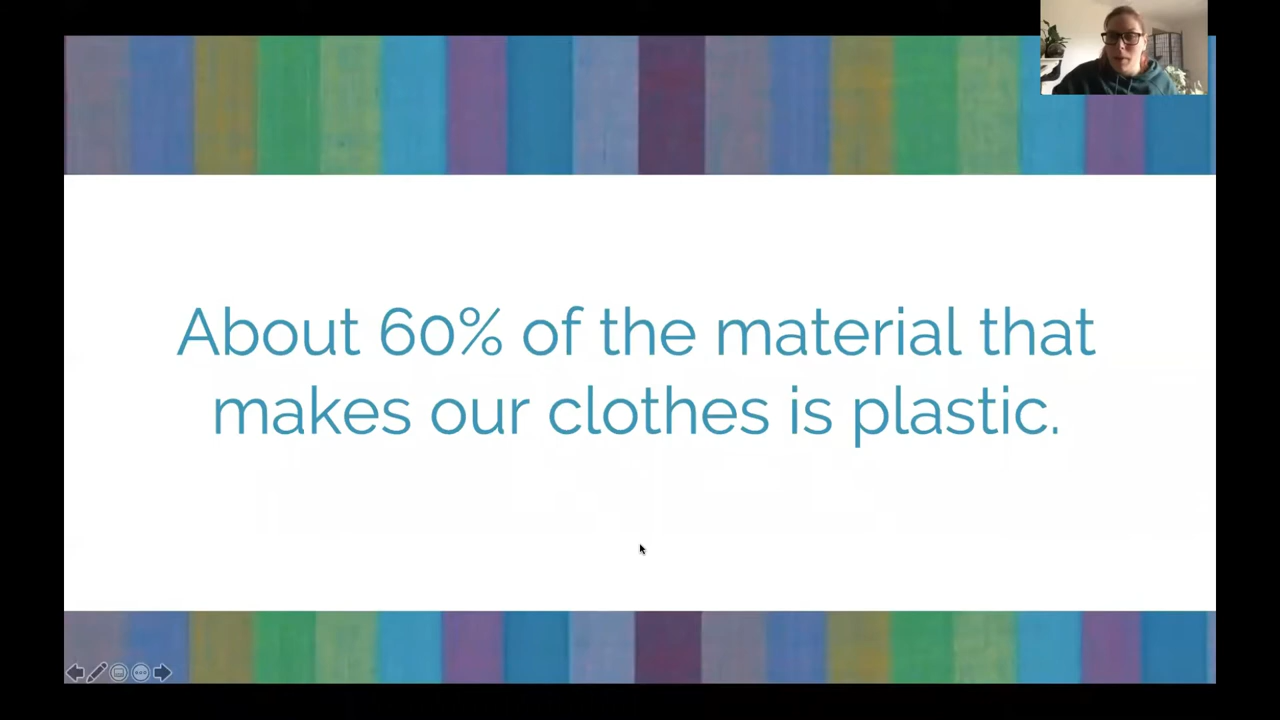 About 60% of the material that
makes our clothes is plastic.